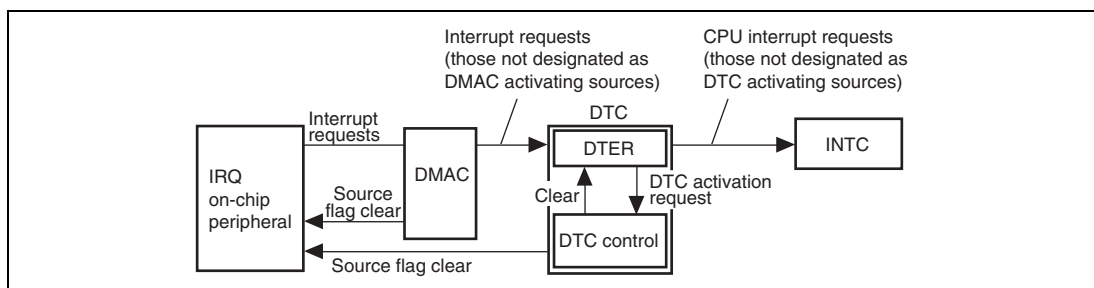 Interrupt requests
(those not designated as
DMAC activating sources)
CPU interrupt requests
(those not designated as
DTC activating sources)
Interrupt
requests
DTC
DTER
INTC
IRQ
on-chip
peripheral
DMAC
Source
flag clear
Clear
DTC activation
request
DTC control
Source flag clear